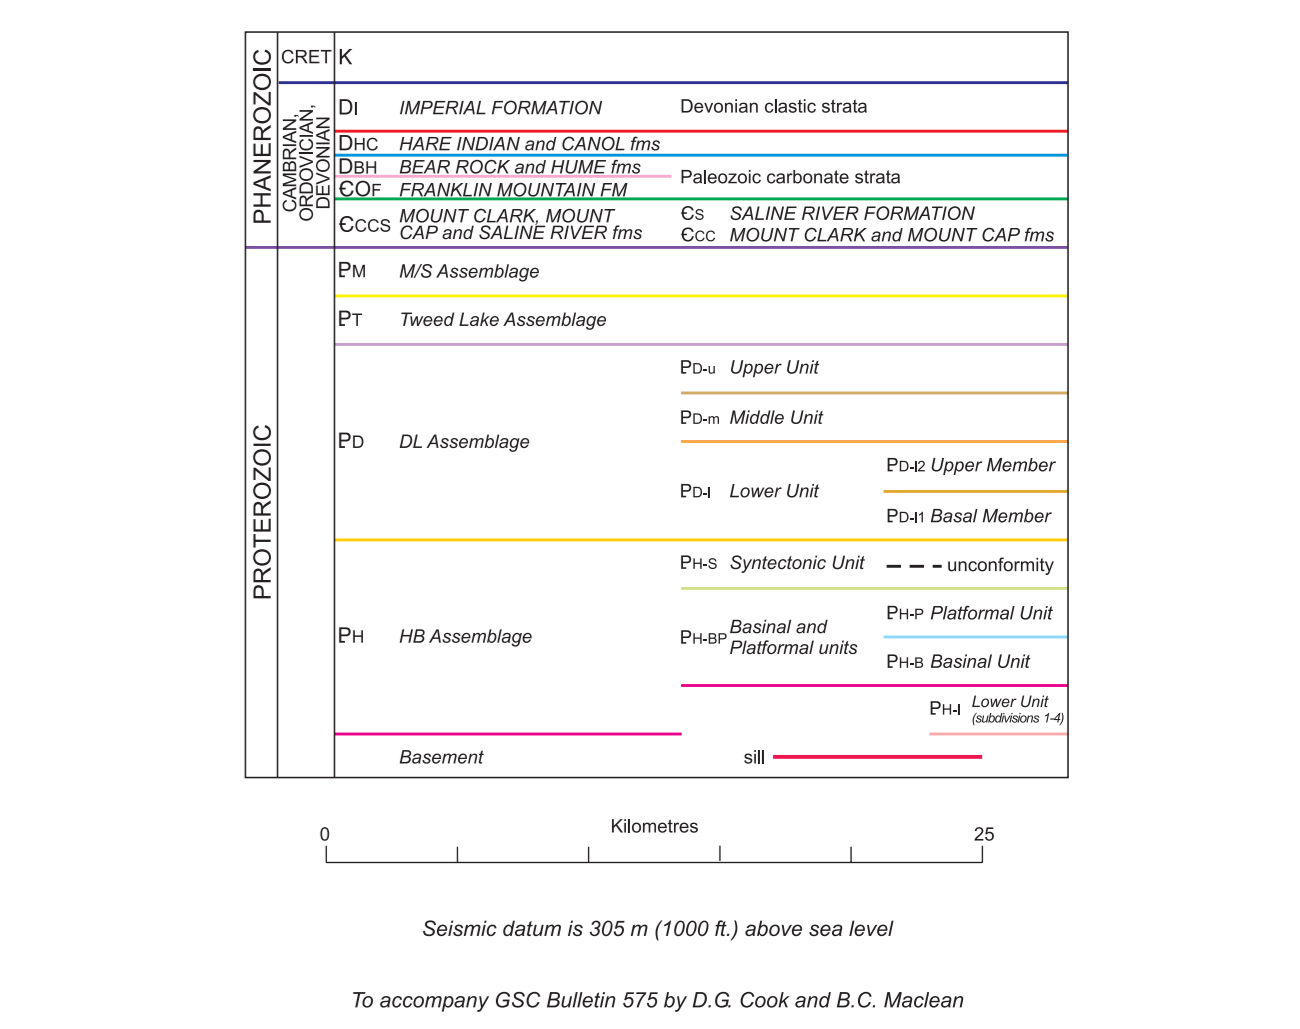 PHANEROZOIC
CRET
K
CAMBRIAN,
ORDOVICIAN,
DEVONIAN
DI IMPERIAL FORMATION Devonian clastic strata
DHC HARE INDIAN and CANOL fms
DBH BEAR ROCK and HUME fms
Paleozoic carbonate strata
ꞒOF FRANKLIN MOUNTAIN FM
ꞒCCS MOUNT CLARK, MOUNT
CAP and SALINE RIVER fms
ꞒS SALINE RIVER FORMATION
ꞒCC MOUNT CLARK and MOUNT CAP fms
PROTEROZOIC
PM M/S Assemblage
PT Tweed Lake Assemblage
PD DL Assemblage
PD-u Upper Unit
PD-m Middle Unit
PD-l Lower Unit
PD-l2 Upper Member
PD-l1 Basal Member
PH HB Assemblage
PH-S Syntectonic Unit
unconformity
PH-BP Basinal and
Platformal units
PH-P Platformal Unit
PH-B Basinal Unit
PH-l Lower Unit
(subdivisions 1-4)
Basement
sill
0 Kilometres 25
Seismic datum is 305 m (1000 ft.) above sea level
To accompany GSC Bulletin 575 by D.G. Cook and B.C. Maclean